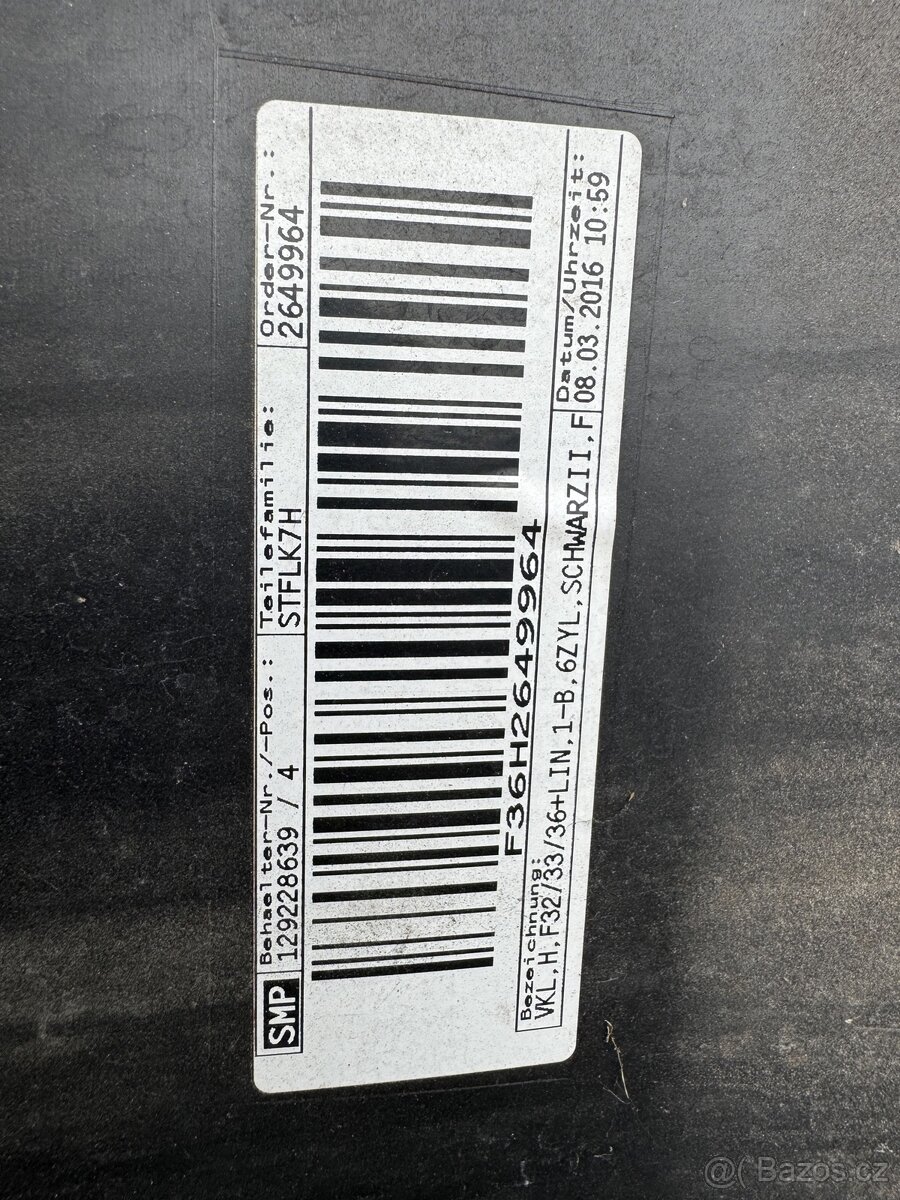 SMP
Behaelter-Nr./-Pos.:
129228639 / 4
Teilefamilie:
STFLK7H
Order-Nr.:
2649964
F36H2649964
Bezeichnung:
VKL,H,F32/33/36+LIN,1-B,6ZYL,SCHWARZII,F
Datum/Uhrzeit:
08.03.2016 10:59
@( Bazoš.cz